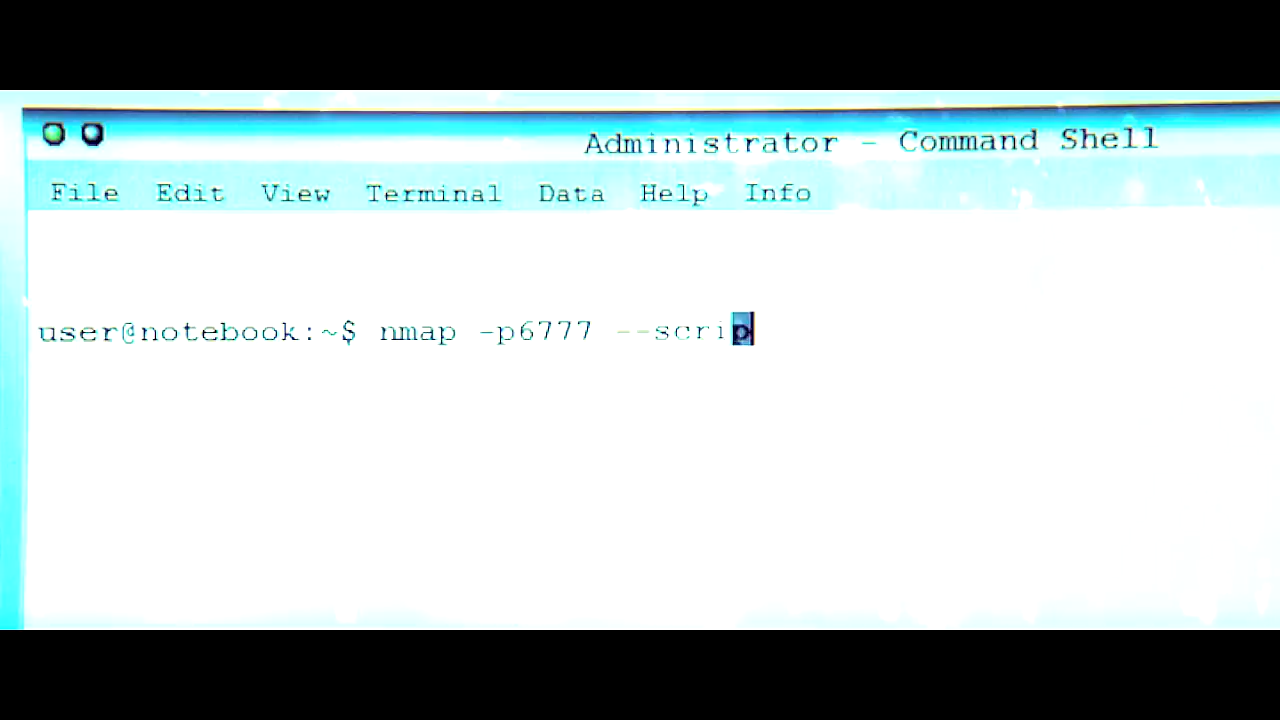 Administrator - Command Shell
File Edit View Terminal Data Help Info
user@notebook:~$ nmap -p6777 --scrip